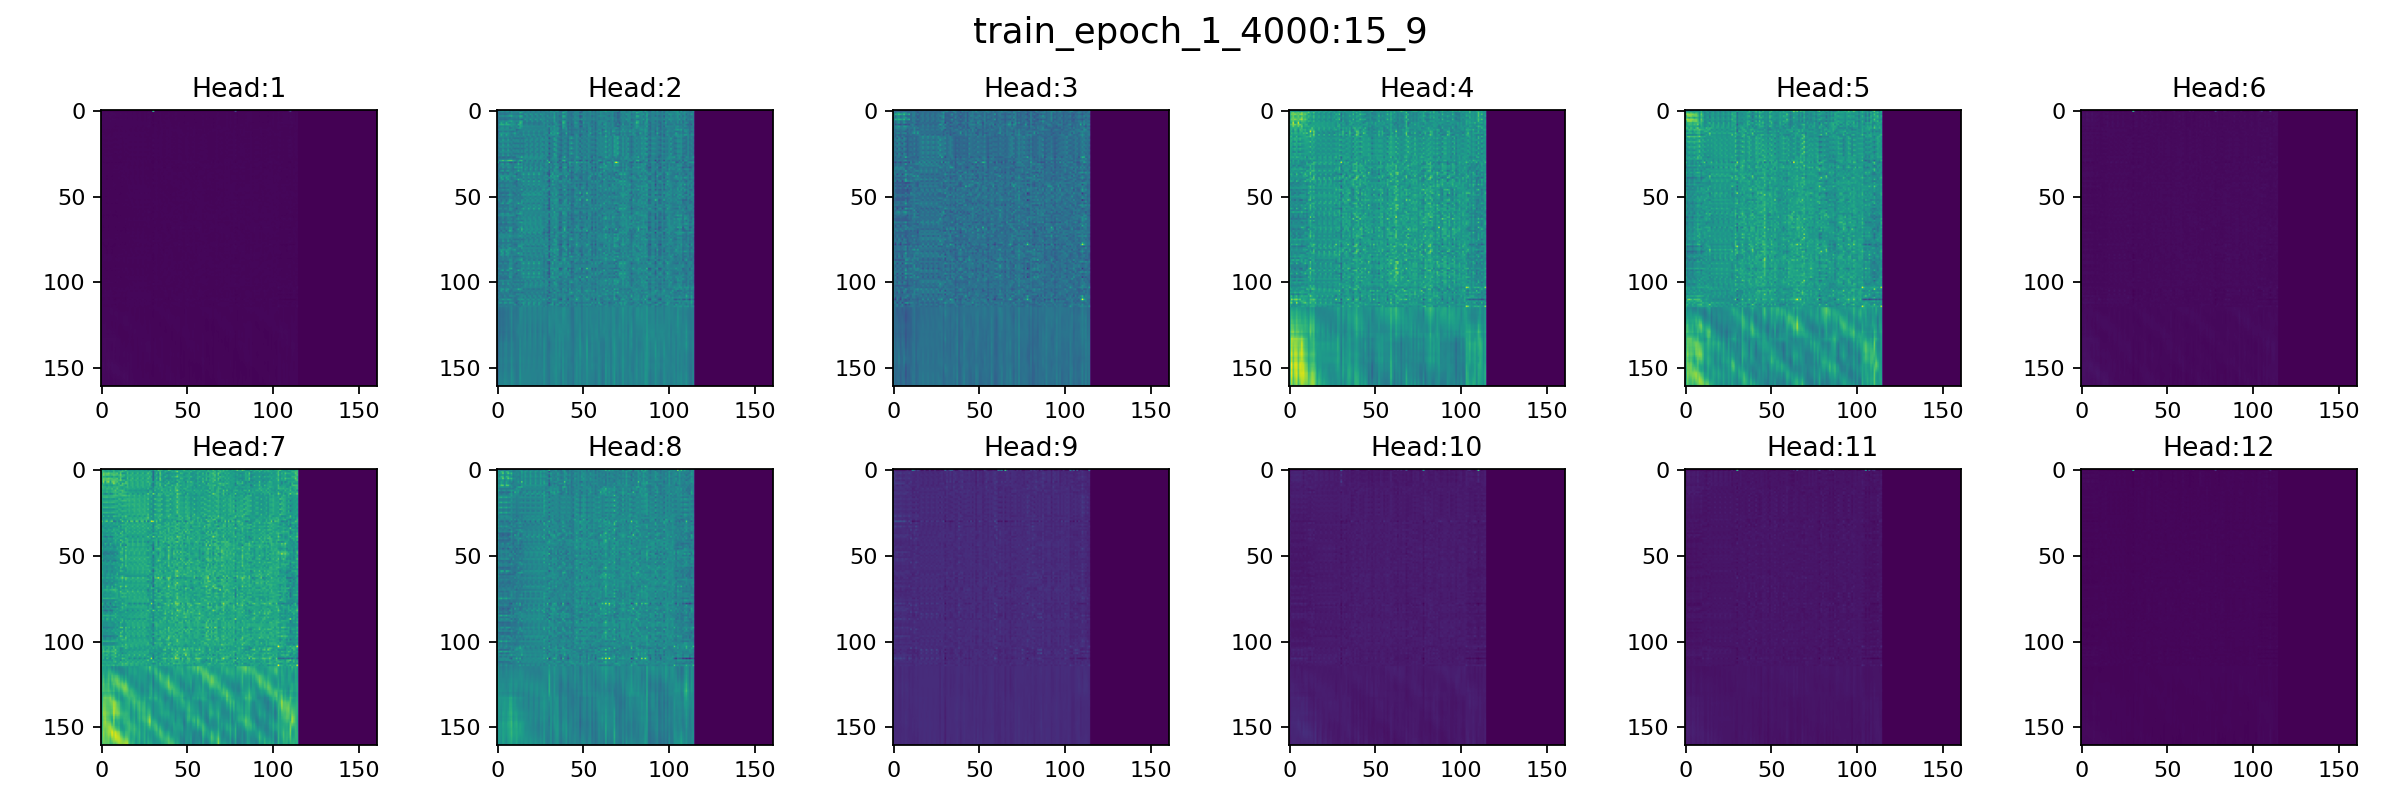 train_epoch_1_4000:15_9
Head:1 Head:2 Head:3 Head:4 Head:5 Head:6
0 0 0 0 0 0
50 50 50 50 50 50
100 100 100 100 100 100
150 150 150 150 150 150
0 50 100 150 0 50 100 150 0 50 100 150 0 50 100 150 0 50 100 150 0 50 100 150
Head:7 Head:8 Head:9 Head:10 Head:11 Head:12
0 0 0 0 0 0
50 50 50 50 50 50
100 100 100 100 100 100
150 150 150 150 150 150
0 50 100 150 0 50 100 150 0 50 100 150 0 50 100 150 0 50 100 150 0 50 100 150